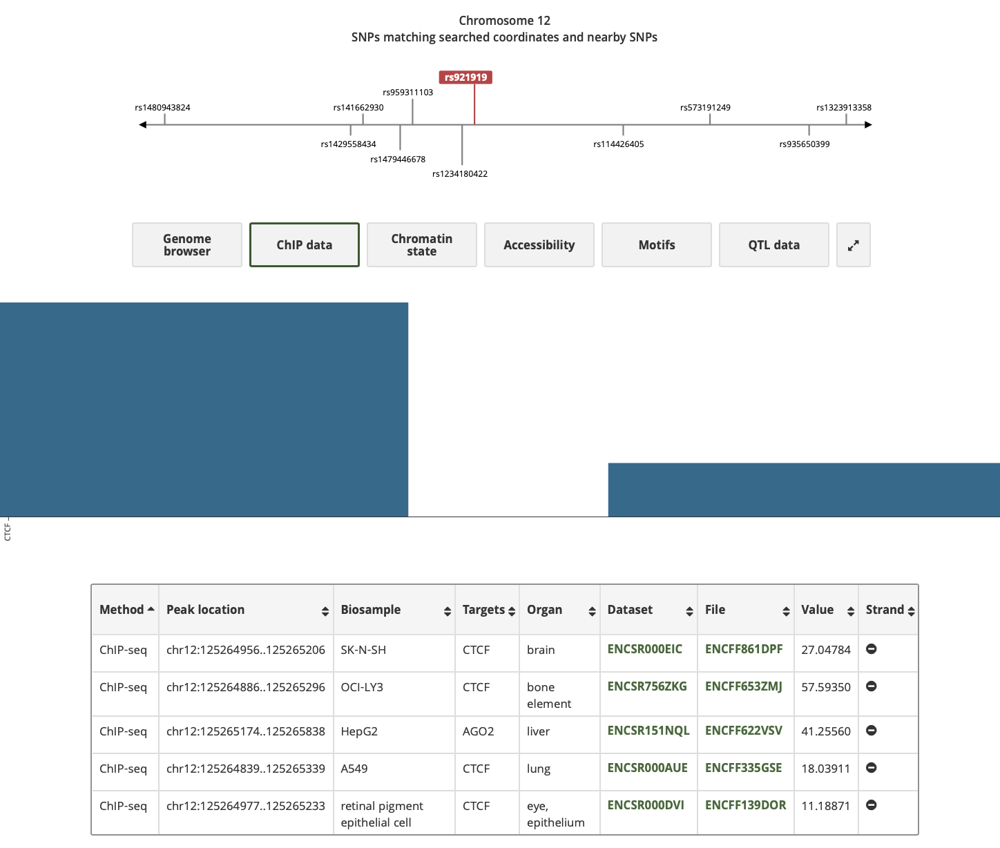 Chromosome 12
SNPs matching searched coordinates and nearby SNPs
rs921919
rs959311103
rs1480943824
rs141662930
rs573191249
rs1323913358
rs1429558434
rs114426405
rs935650399
rs1479446678
rs1234180422
Genome browser
ChIP data
Chromatin state
Accessibility
Motifs
QTL data
CTCF
Method Peak location Biosample Targets Organ Dataset File Value Strand
ChIP-seq chr12:125264956..125265206 SK-N-SH CTCF brain ENCSR000EIC ENCFF861DPF 27.04784
ChIP-seq chr12:125264886..125265296 OCI-LY3 CTCF bone element ENCSR756ZKG ENCFF653ZMJ 57.59350
ChIP-seq chr12:125265174..125265838 HepG2 AGO2 liver ENCSR151NQL ENCFF622VSV 41.25560
ChIP-seq chr12:125264839..125265339 A549 CTCF lung ENCSR000AUE ENCFF335GSE 18.03911
ChIP-seq chr12:125264977..125265233 retinal pigment epithelial cell CTCF eye, epithelium ENCSR000DVI ENCFF139DOR 11.18871